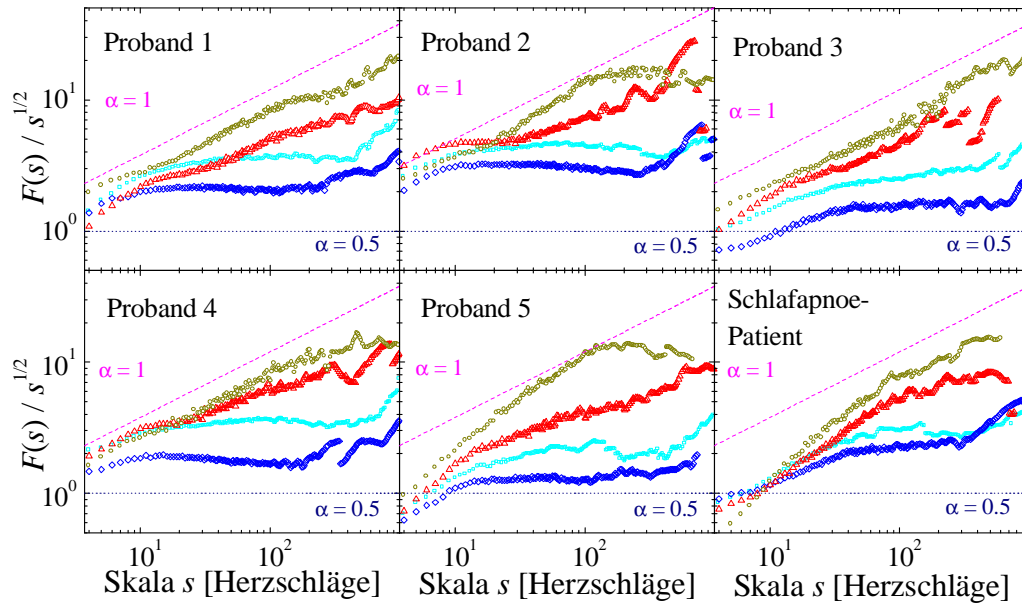 Proband 1
Proband 2
Proband 3
α = 1
α = 1
α = 1
α = 0.5
α = 0.5
α = 0.5
10¹
10⁰
F(s) / s^1/2
Proband 4
Proband 5
Schlafapnoe-
Patient
α = 1
α = 1
α = 1
α = 0.5
α = 0.5
α = 0.5
10¹
10⁰
F(s) / s^1/2
10¹ 10² 10¹ 10² 10¹ 10²
Skala s [Herzschläge] Skala s [Herzschläge] Skala s [Herzschläge]